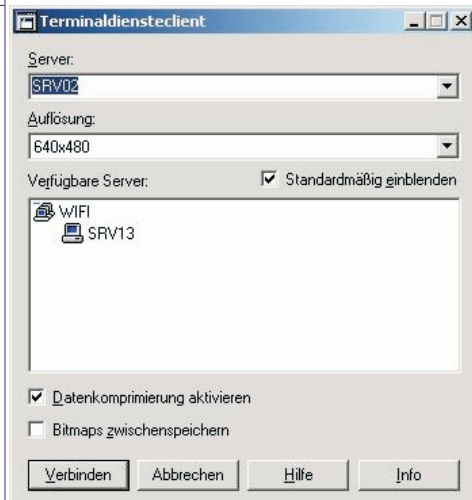 Terminaldiensteclient
Server:
SRV02
Auflösung:
640x480
Verfügbare Server:
Standardmäßig einblenden
WIFI
SRV13
Datenkomprimierung aktivieren
Bitmaps zwischenspeichern
Verbinden Abbrechen Hilfe Info